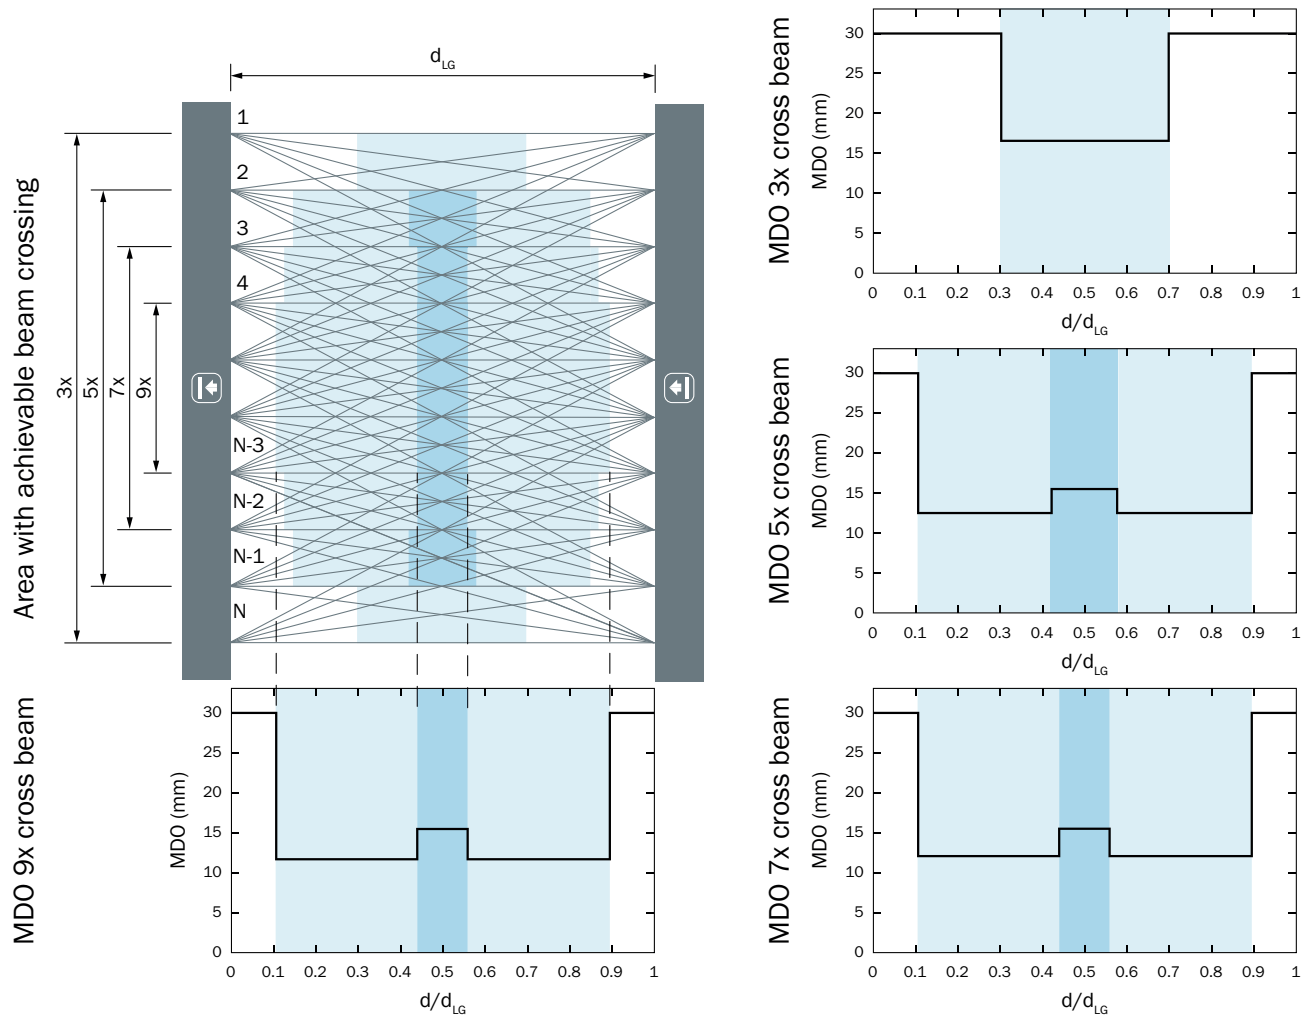 Area with achievable beam crossing
3x
5x
7x
9x
d_LG
1
2
3
4
N-3
N-2
N-1
N
MDO 3x cross beam
MDO (mm)
30
25
20
15
10
5
0
0 0.1 0.2 0.3 0.4 0.5 0.6 0.7 0.8 0.9 1
d/d_LG
MDO 5x cross beam
MDO (mm)
30
25
20
15
10
5
0
0 0.1 0.2 0.3 0.4 0.5 0.6 0.7 0.8 0.9 1
d/d_LG
MDO 9x cross beam
MDO (mm)
30
25
20
15
10
5
0
0 0.1 0.2 0.3 0.4 0.5 0.6 0.7 0.8 0.9 1
d/d_LG
MDO 7x cross beam
MDO (mm)
30
25
20
15
10
5
0
0 0.1 0.2 0.3 0.4 0.5 0.6 0.7 0.8 0.9 1
d/d_LG